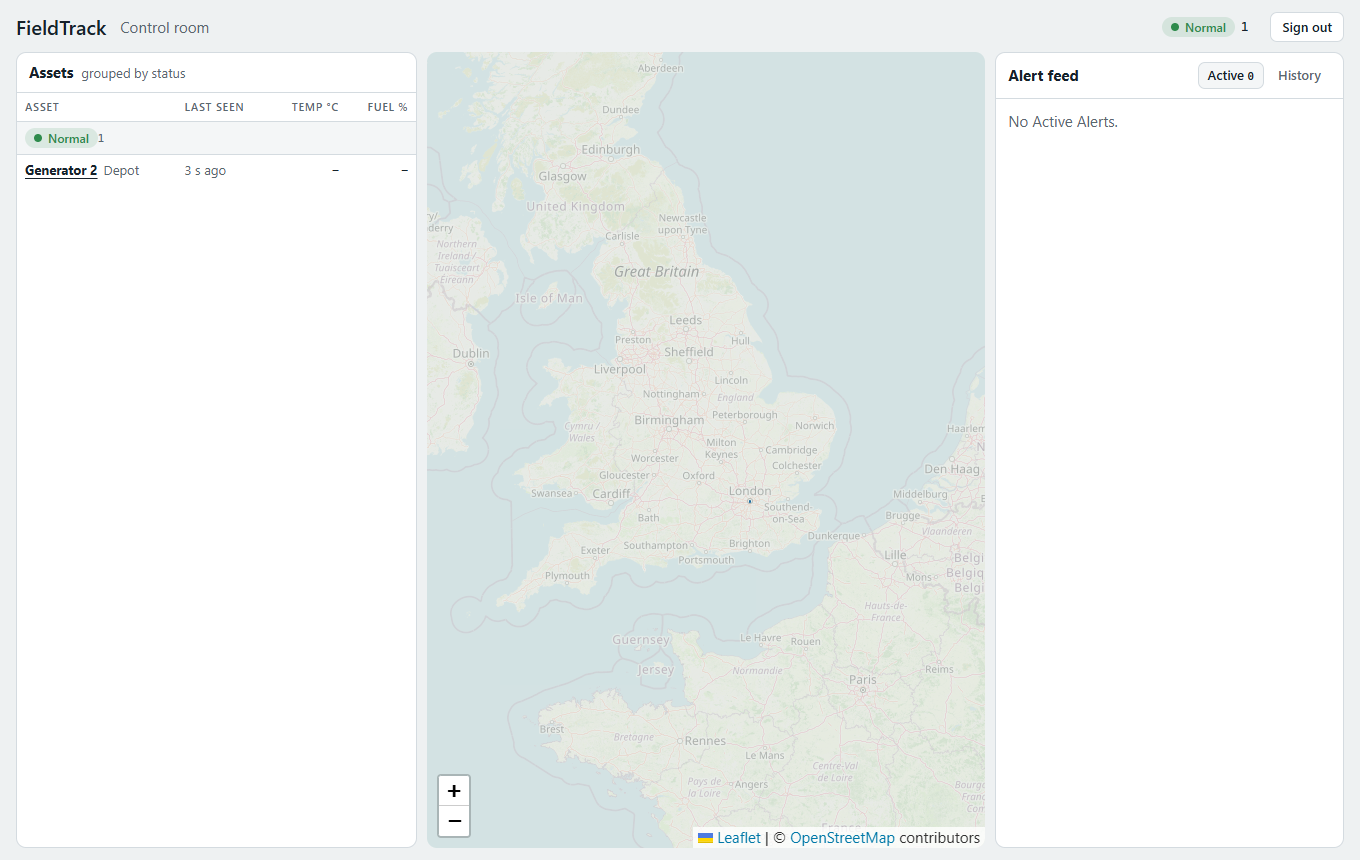 FieldTrack Control room
Normal 1
Sign out
Assets grouped by status
ASSET LAST SEEN TEMP °C FUEL %
Normal 1
Generator 2 Depot 3 s ago – –
Aberdeen
Dundee
Edinburgh
Glasgow
United Kingdom
Newcastle
upon Tyne
Carlisle
Northern
Ireland /
Tuaisceart
Éireann
Great Britain
Isle of Man
Leeds
Preston
Hull
Dublin
Sheffield
Liverpool
Lincoln
Nottingham
England
Peterborough
Birmingham
Norwich
Cymru /
Wales
Milton
Keynes
Cambridge
Worcester
Colchester
Gloucester
Oxford
Swansea
Cardiff
London
Southend-
on-Sea
Bath
Haarlem
Den Haag
Middelburg
Brugge
Vlaanderen
Exeter
Southampton
Brighton
Portsmouth
Dunkerque
Lille
Mons
Plymouth
Hauts-de-
France
Guernsey
Le Havre
Rouen
Jersey
Normandie
Reims
Paris
Brest
Bretagne
Rennes
Le Mans
Centre-Val
de Loire
Pays de
la Loire
Angers
+
−
Leaflet | © OpenStreetMap contributors
Alert feed
Active 0
History
No Active Alerts.